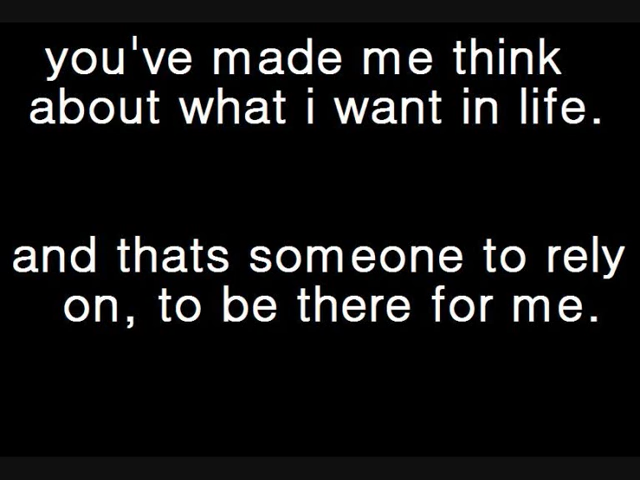 you've made me think
about what i want in life.
and thats someone to rely
on, to be there for me.